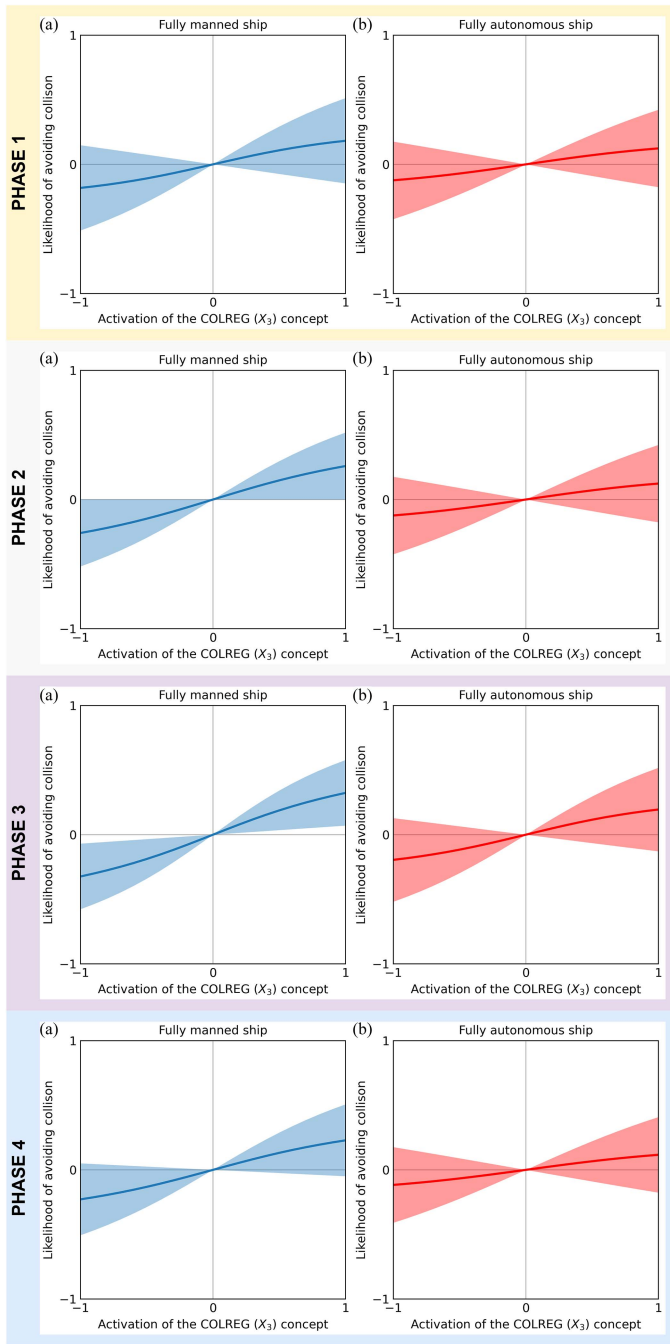 PHASE 1
(a)
Fully manned ship
Likelihood of avoiding collison
1
0
−1
−1 0 1
Activation of the COLREG (X₃) concept
(b)
Fully autonomous ship
Likelihood of avoiding collison
1
0
−1
−1 0 1
Activation of the COLREG (X₃) concept
PHASE 2
(a)
Fully manned ship
Likelihood of avoiding collison
1
0
−1
−1 0 1
Activation of the COLREG (X₃) concept
(b)
Fully autonomous ship
Likelihood of avoiding collison
1
0
−1
−1 0 1
Activation of the COLREG (X₃) concept
PHASE 3
(a)
Fully manned ship
Likelihood of avoiding collison
1
0
−1
−1 0 1
Activation of the COLREG (X₃) concept
(b)
Fully autonomous ship
Likelihood of avoiding collison
1
0
−1
−1 0 1
Activation of the COLREG (X₃) concept
PHASE 4
(a)
Fully manned ship
Likelihood of avoiding collison
1
0
−1
−1 0 1
Activation of the COLREG (X₃) concept
(b)
Fully autonomous ship
Likelihood of avoiding collison
1
0
−1
−1 0 1
Activation of the COLREG (X₃) concept